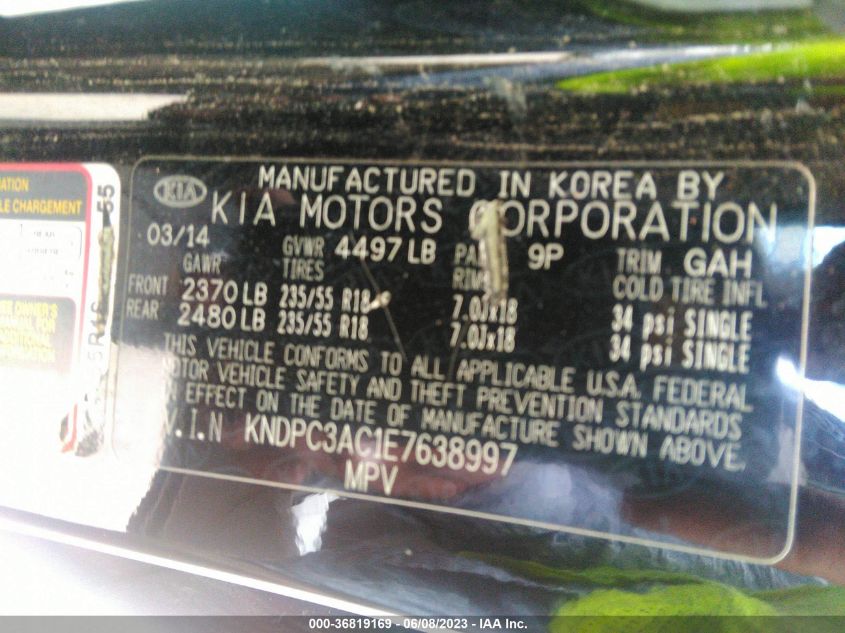 MATION
LE CHARGEMENT
KIA
MANUFACTURED IN KOREA BY
KIA MOTORS CORPORATION
03/14 GVWR 4497 LB 9P TRIM GAH
GAWR TIRES COLD TIRE INFL
FRONT 2370 LB 235/55 R18 7.0Jx18 34 psi SINGLE
REAR 2480 LB 235/55 R18 7.0Jx18 34 psi SINGLE
THIS VEHICLE CONFORMS TO ALL APPLICABLE U.S.A. FEDERAL
MOTOR VEHICLE SAFETY AND THEFT PREVENTION STANDARDS
IN EFFECT ON THE DATE OF MANUFACTURE SHOWN ABOVE.
V.I.N KNDPC3AC1E7638997
MPV
000-36819169 - 06/08/2023 - IAA Inc.